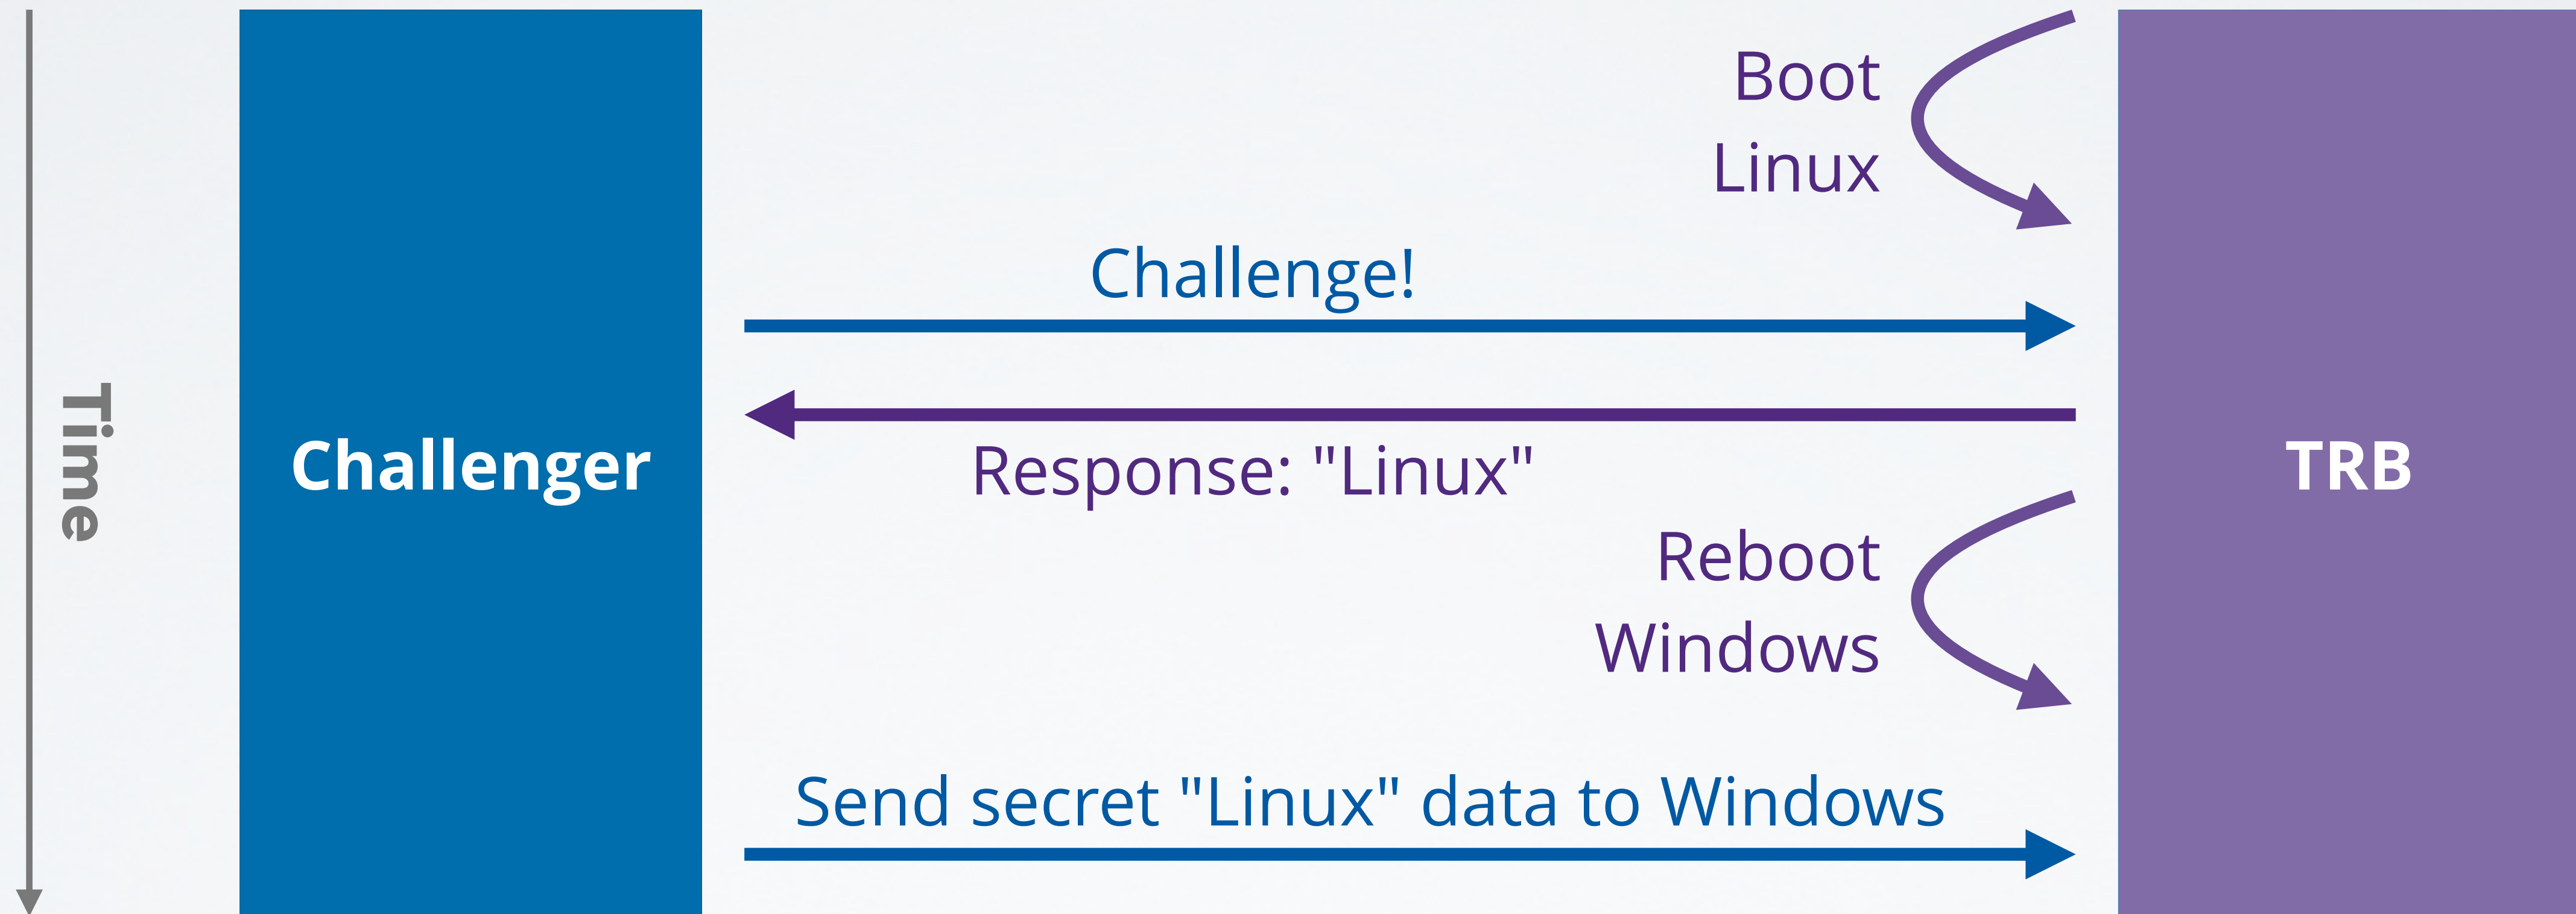 Time
Challenger
Boot
Linux
Challenge!
Response: "Linux"
Reboot
Windows
Send secret "Linux" data to Windows
TRB